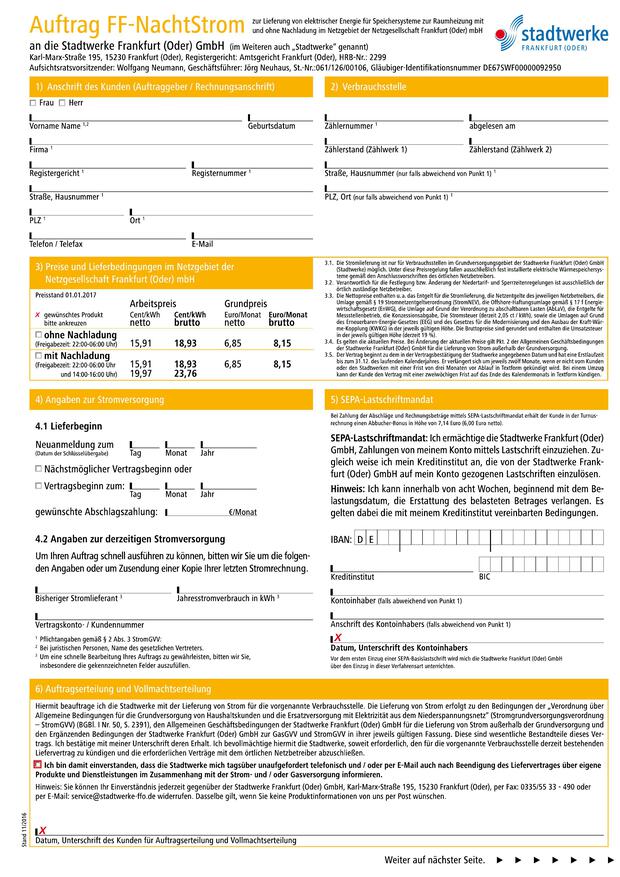 Auftrag FF-NachtStrom
zur Lieferung von elektrischer Energie für Speichersysteme zur Raumheizung mit
und ohne Nachladung im Netzgebiet der Netzgesellschaft Frankfurt (Oder) mbH
stadtwerke
FRANKFURT (ODER)
an die Stadtwerke Frankfurt (Oder) GmbH (im Weiteren auch „Stadtwerke" genannt)
Karl-Marx-Straße 195, 15230 Frankfurt (Oder), Registergericht: Amtsgericht Frankfurt (Oder), HRB-Nr.: 2299
Aufsichtsratsvorsitzender: Wolfgang Neumann, Geschäftsführer: Jörg Neuhaus, St.-Nr.:061/126/00106, Gläubiger-Identifikationsnummer DE67SWF00000092950
1) Anschrift des Kunden (Auftraggeber / Rechnungsanschrift)
Frau Herr
Vorname Name 1,2 Geburtsdatum
Firma 1
Registergericht 1 Registernummer 1
Straße, Hausnummer 1
PLZ 1 Ort 1
Telefon / Telefax E-Mail
2) Verbrauchsstelle
Zählernummer 1 abgelesen am
Zählerstand (Zählwerk 1) Zählerstand (Zählwerk 2)
Straße, Hausnummer (nur falls abweichend von Punkt 1) 1
PLZ, Ort (nur falls abweichend von Punkt 1) 1
3) Preise und Lieferbedingungen im Netzgebiet der
Netzgesellschaft Frankfurt (Oder) mbH
Preisstand 01.01.2017
Arbeitspreis Grundpreis
x gewünschtes Produkt bitte ankreuzen
Cent/kWh netto Cent/kWh brutto Euro/Monat netto Euro/Monat brutto
ohne Nachladung
(Freigabezeit: 22:00-06:00 Uhr) 15,91 18,93 6,85 8,15
mit Nachladung
(Freigabezeit: 22:00-06:00 Uhr 15,91 18,93 6,85 8,15
und 14:00-16:00 Uhr) 19,97 23,76
3.1. Die Stromlieferung ist nur für Verbrauchsstellen im Grundversorgungsgebiet der Stadtwerke Frankfurt (Oder) GmbH
(Stadtwerke) möglich. Unter diese Preisregelung fallen ausschließlich fest installierte elektrische Wärmespeichersys-
teme gemäß den Anschlussvorschriften des örtlichen Netzbetreibers.
3.2. Verantwortlich für die Festlegung bzw. Änderung der Niedertarif- und Sperrzeitenregelungen ist ausschließlich der
örtlich zuständige Netzbetreiber.
3.3. Die Nettopreise enthalten u. a. das Entgelt für die Stromlieferung, die Netzentgelte des jeweiligen Netzbetreibers, die
Umlage gemäß § 19 Stromnetzentgeltverordnung (StromNEV), die Offshore-Haftungsumlage gemäß § 17 f Energie-
wirtschaftsgesetz (EnWG), die Umlage auf Grund der Verordnung zu abschaltbaren Lasten (AbLaV), die Entgelte für
Messstellenbetrieb, die Konzessionsabgabe, die Stromsteuer (derzeit 2,05 ct / kWh), sowie die Umlagen auf Grund
des Erneuerbare-Energie-Gesetzes (EEG) und des Gesetzes für die Modernisierung und den Ausbau der Kraft-Wär-
me-Kopplung (KWKG) in der jeweils gültigen Höhe. Die Bruttopreise sind gerundet und enthalten die Umsatzsteuer
in der jeweils gültigen Höhe (derzeit 19 %).
3.4. Es gelten die aktuellen Preise. Bei Änderung der aktuellen Preise gilt Pkt. 2 der Allgemeinen Geschäftsbedingungen
der Stadtwerke Frankfurt (Oder) GmbH für die Lieferung von Strom außerhalb der Grundversorgung.
3.5. Der Vertrag beginnt zu dem in der Vertragsbestätigung der Stadtwerke angegebenen Datum und hat eine Erstlaufzeit
bis zum 31.12. des laufenden Kalenderjahres. Er verlängert sich um jeweils zwölf Monate, wenn er nicht vom Kunden
oder den Stadtwerken mit einer Frist von drei Monaten vor Ablauf in Textform gekündigt wird. Bei einem Umzug
kann der Kunde den Vertrag mit einer zweiwöchigen Frist auf das Ende des Kalendermonats in Textform kündigen.
4) Angaben zur Stromversorgung
4.1 Lieferbeginn
Neuanmeldung zum
(Datum der Schlüsselübergabe) Tag Monat Jahr
Nächstmöglicher Vertragsbeginn oder
Vertragsbeginn zum:
Tag Monat Jahr
gewünschte Abschlagszahlung: €/Monat
4.2 Angaben zur derzeitigen Stromversorgung
Um Ihren Auftrag schnell ausführen zu können, bitten wir Sie um die folgen-
den Angaben oder um Zusendung einer Kopie Ihrer letzten Stromrechnung.
Bisheriger Stromlieferant 3 Jahresstromverbrauch in kWh 3
Vertragskonto- / Kundennummer
1 Pflichtangaben gemäß § 2 Abs. 3 StromGVV:
2 Bei juristischen Personen, Name des gesetzlichen Vertreters.
3 Um eine schnelle Bearbeitung Ihres Auftrags zu gewährleisten, bitten wir Sie,
insbesondere die gekennzeichneten Felder auszufüllen.
5) SEPA-Lastschriftmandat
Bei Zahlung der Abschläge und Rechnungsbeträge mittels SEPA-Lastschriftmandat erhält der Kunde in der Turnus-
rechnung einen Abbucher-Bonus in Höhe von 7,14 Euro (6,00 Euro netto).
SEPA-Lastschriftmandat: Ich ermächtige die Stadtwerke Frankfurt (Oder)
GmbH, Zahlungen von meinem Konto mittels Lastschrift einzuziehen. Zu-
gleich weise ich mein Kreditinstitut an, die von der Stadtwerke Frank-
furt (Oder) GmbH auf mein Konto gezogenen Lastschriften einzulösen.
Hinweis: Ich kann innerhalb von acht Wochen, beginnend mit dem Be-
lastungsdatum, die Erstattung des belasteten Betrages verlangen. Es
gelten dabei die mit meinem Kreditinstitut vereinbarten Bedingungen.
IBAN: D E
Kreditinstitut BIC
Kontoinhaber (falls abweichend von Punkt 1)
Anschrift des Kontoinhabers (falls abweichend von Punkt 1)
X
Datum, Unterschrift des Kontoinhabers
Vor dem ersten Einzug einer SEPA-Basislastschrift wird mich die Stadtwerke Frankfurt (Oder) GmbH
über den Einzug in dieser Verfahrensart unterrichten.
6) Auftragserteilung und Vollmachtserteilung
Hiermit beauftrage ich die Stadtwerke mit der Lieferung von Strom für die vorgenannte Verbrauchsstelle. Die Lieferung von Strom erfolgt zu den Bedingungen der „Verordnung über
Allgemeine Bedingungen für die Grundversorgung von Haushaltskunden und die Ersatzversorgung mit Elektrizität aus dem Niederspannungsnetz" (Stromgrundversorgungsverordnung
– StromGVV) (BGBl. I Nr. 50, S. 2391), den Allgemeinen Geschäftsbedingungen der Stadtwerke Frankfurt (Oder) GmbH für die Lieferung von Strom außerhalb der Grundversorgung und
den Ergänzenden Bedingungen der Stadtwerke Frankfurt (Oder) GmbH zur GasGVV und StromGVV in ihrer jeweils gültigen Fassung. Diese sind wesentliche Bestandteile dieses Ver-
trags. Ich bestätige mit meiner Unterschrift deren Erhalt. Ich bevollmächtige hiermit die Stadtwerke, soweit erforderlich, den für die vorgenannte Verbrauchsstelle derzeit bestehenden
Liefervertrag zu kündigen und die erforderlichen Verträge mit dem örtlichen Netzbetreiber abzuschließen.
Ich bin damit einverstanden, dass die Stadtwerke mich tagsüber unaufgefordert telefonisch und / oder per E-Mail auch nach Beendigung des Liefervertrages über eigene
Produkte und Dienstleistungen im Zusammenhang mit der Strom- und / oder Gasversorgung informieren.
Hinweis: Sie können Ihr Einverständnis jederzeit gegenüber der Stadtwerke Frankfurt (Oder) GmbH, Karl-Marx-Straße 195, 15230 Frankfurt (Oder), per Fax: 0335/55 33 - 490 oder
per E-Mail: service@stadtwerke-ffo.de widerrufen. Dasselbe gilt, wenn Sie keine Produktinformationen von uns per Post wünschen.
X
Datum, Unterschrift des Kunden für Auftragserteilung und Vollmachtserteilung
Stand 11/2016
Weiter auf nächster Seite.